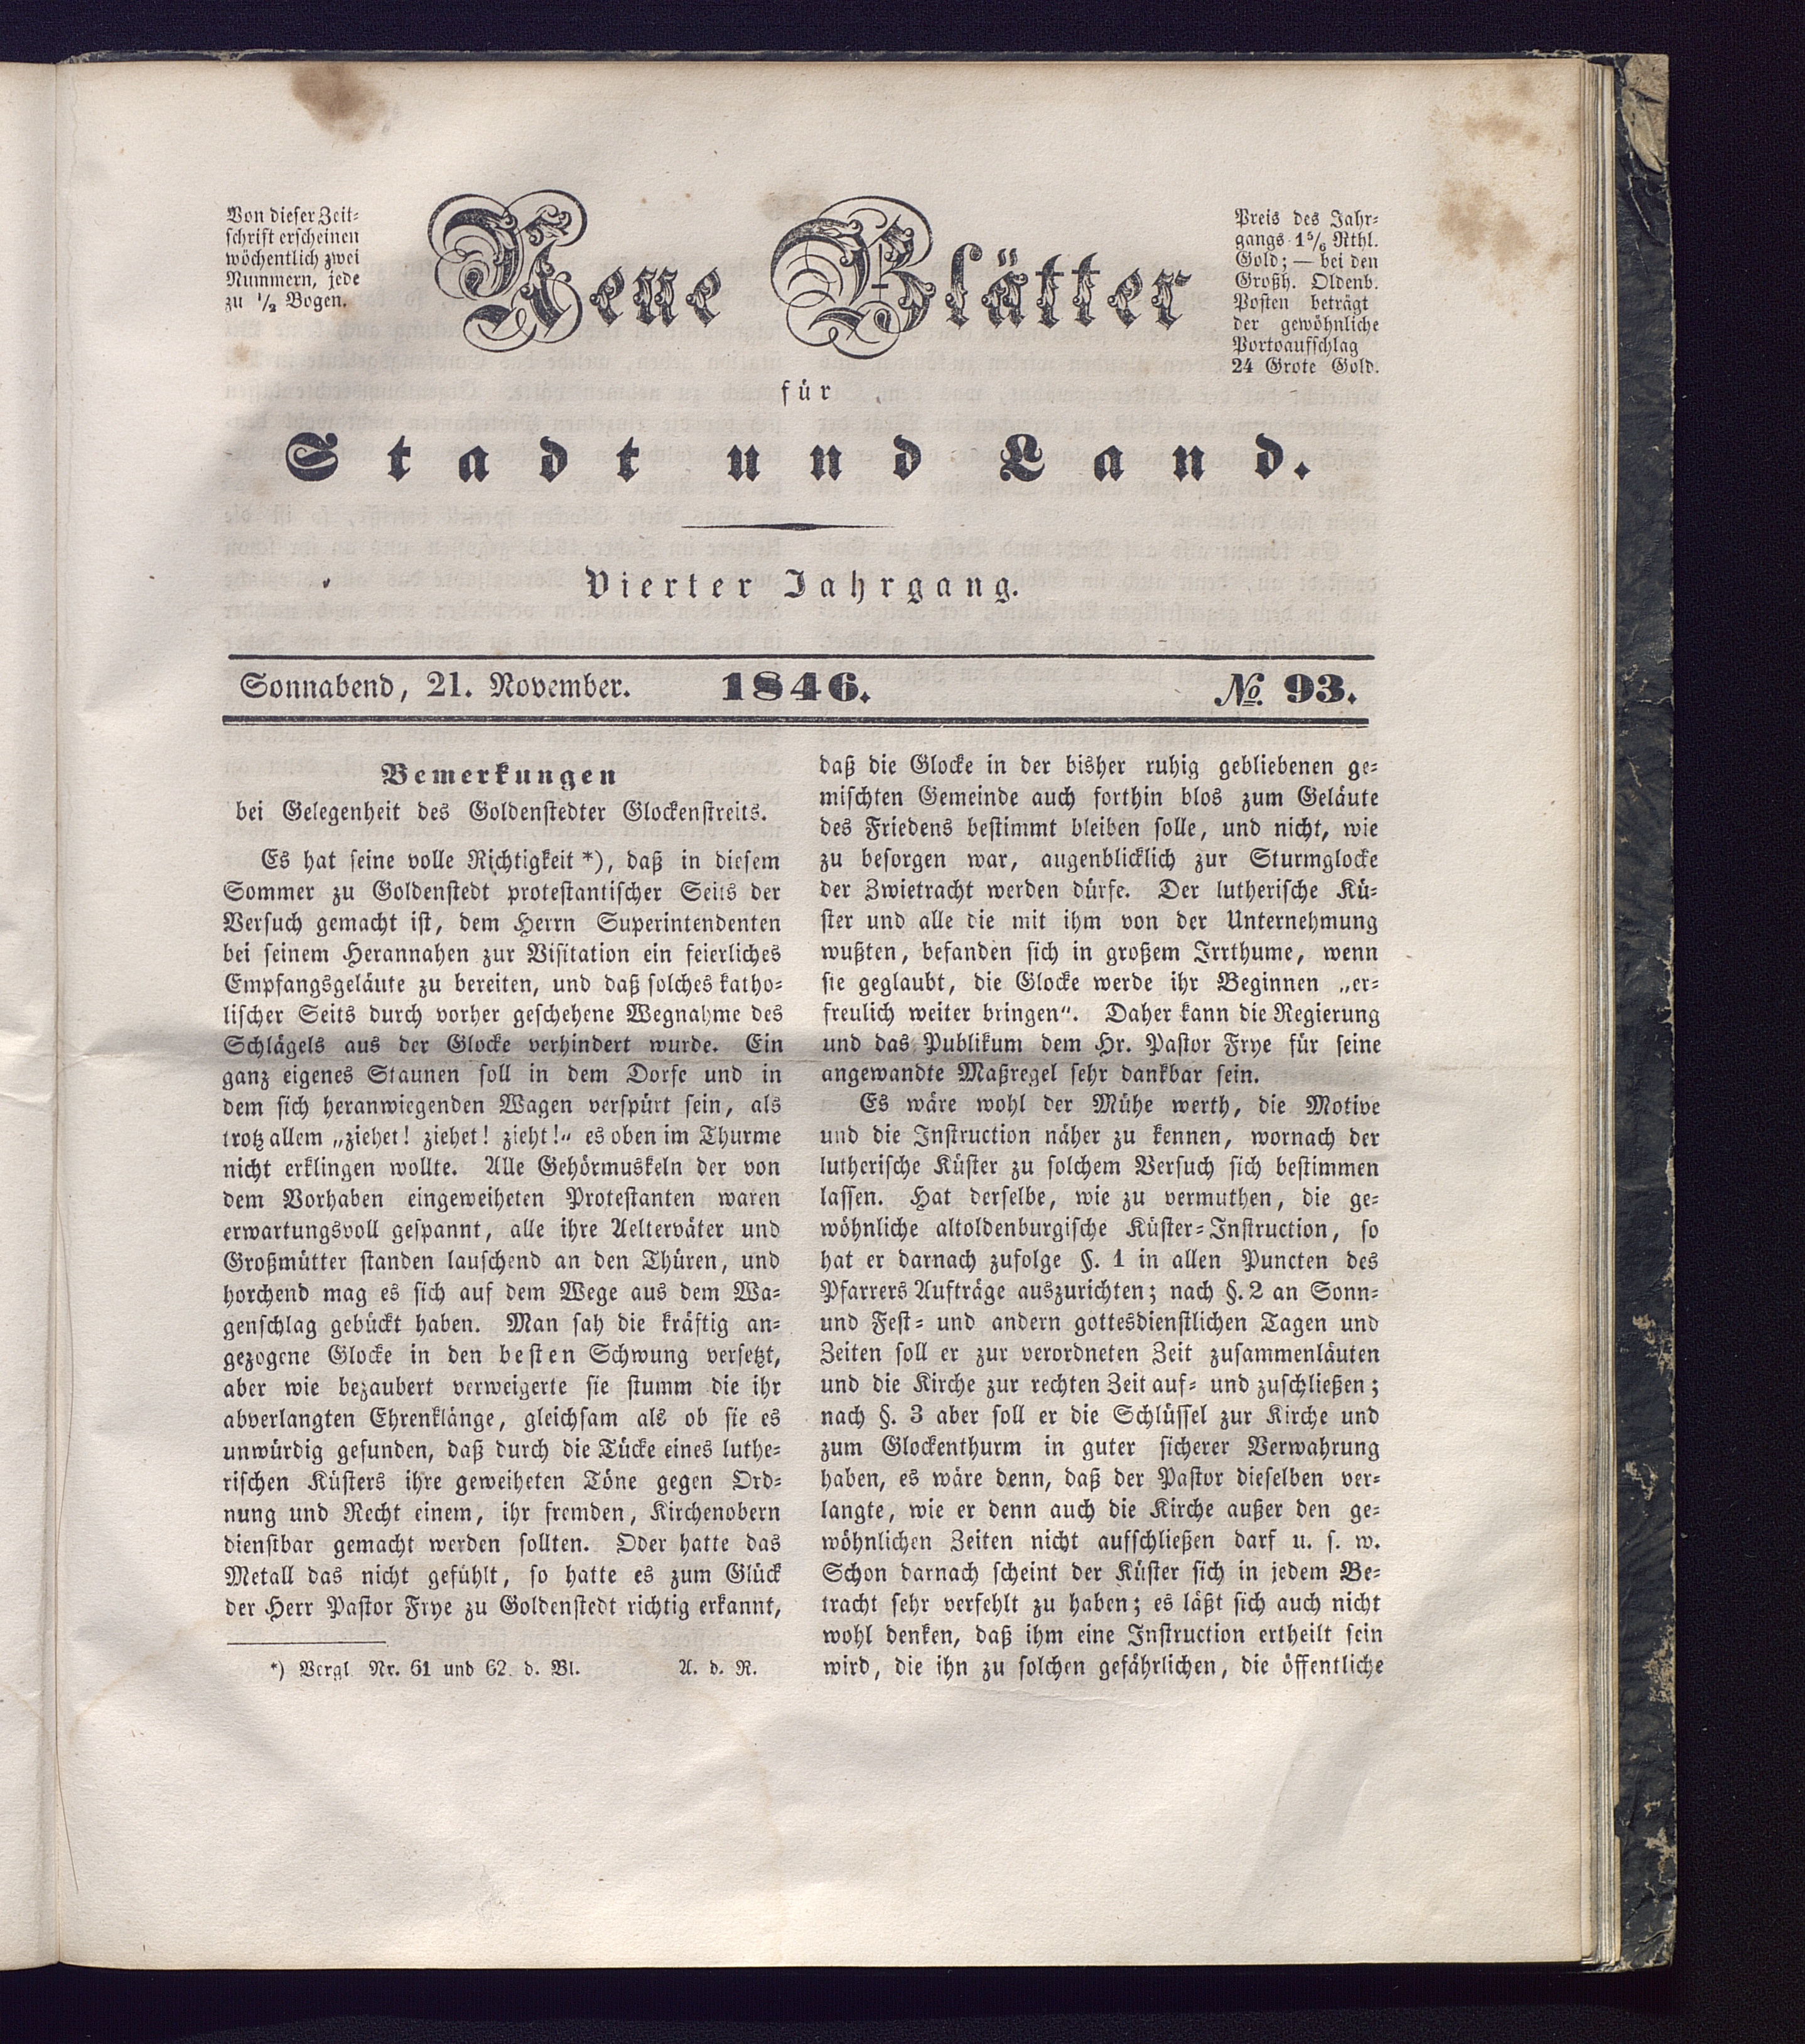 Von dieser Zeit-
schrift erscheinen
wöchentlich zwei
Nummern, jede
zu 1/2 Bogen.
Neue Blätter
Preis des Jahr-
gangs 1 5/6 Rthl.
Gold; — bei den
Großh. Oldenb.
Posten beträgt
der gewöhnliche
Portoaufschlag
24 Grote Gold.
für
Stadt und Land.
Vierter Jahrgang.
Sonnabend, 21. November. 1846. № 93.
Bemerkungen
bei Gelegenheit des Goldenstedter Glockenstreits.
Es hat seine volle Richtigkeit *), daß in diesem
Sommer zu Goldenstedt protestantischer Seits der
Versuch gemacht ist, dem Herrn Superintendenten
bei seinem Herannahen zur Visitation ein feierliches
Empfangsgeläute zu bereiten, und daß solches katho-
lischer Seits durch vorher geschehene Wegnahme des
Schlägels aus der Glocke verhindert wurde. Ein
ganz eigenes Staunen soll in dem Dorfe und in
dem sich heranwiegenden Wagen verspürt sein, als
trotz allem „ziehet! ziehet! zieht!“ es oben im Thurme
nicht erklingen wollte. Alle Gehörmuskeln der von
dem Vorhaben eingeweiheten Protestanten waren
erwartungsvoll gespannt, alle ihre Aelterväter und
Großmütter standen lauschend an den Thüren, und
horchend mag es sich auf dem Wege aus dem Wa-
genschlag gebückt haben. Man sah die kräftig an-
gezogene Glocke in den besten Schwung versetzt,
aber wie bezaubert verweigerte sie stumm die ihr
abverlangten Ehrenklänge, gleichsam als ob sie es
unwürdig gefunden, daß durch die Tücke eines luthe-
rischen Küsters ihre geweiheten Töne gegen Ord-
nung und Recht einem, ihr fremden, Kirchenobern
dienstbar gemacht werden sollten. Oder hatte das
Metall das nicht gefühlt, so hatte es zum Glück
der Herr Pastor Frye zu Goldenstedt richtig erkannt,
*) Vergl. Nr. 61 und 62. d. Bl. A. d. R.
daß die Glocke in der bisher ruhig gebliebenen ge-
mischten Gemeinde auch forthin blos zum Geläute
des Friedens bestimmt bleiben solle, und nicht, wie
zu besorgen war, augenblicklich zur Sturmglocke
der Zwietracht werden dürfe. Der lutherische Kü-
ster und alle die mit ihm von der Unternehmung
wußten, befanden sich in großem Irrthume, wenn
sie geglaubt, die Glocke werde ihr Beginnen „er-
freulich weiter bringen“. Daher kann die Regierung
und das Publikum dem Hr. Pastor Frye für seine
angewandte Maßregel sehr dankbar sein.
Es wäre wohl der Mühe werth, die Motive
und die Instruction näher zu kennen, wornach der
lutherische Küster zu solchem Versuch sich bestimmen
lassen. Hat derselbe, wie zu vermuthen, die ge-
wöhnliche altoldenburgische Küster-Instruction, so
hat er darnach zufolge §. 1 in allen Puncten des
Pfarrers Aufträge auszurichten; nach §. 2 an Sonn-
und Fest- und andern gottesdienstlichen Tagen und
Zeiten soll er zur verordneten Zeit zusammenläuten
und die Kirche zur rechten Zeit auf- und zuschließen;
nach §. 3 aber soll er die Schlüssel zur Kirche und
zum Glockenthurm in guter sicherer Verwahrung
haben, es wäre denn, daß der Pastor dieselben ver-
langte, wie er denn auch die Kirche außer den ge-
wöhnlichen Zeiten nicht aufschließen darf u. s. w.
Schon darnach scheint der Küster sich in jedem Be-
tracht sehr verfehlt zu haben; es läßt sich auch nicht
wohl denken, daß ihm eine Instruction ertheilt sein
wird, die ihn zu solchen gefährlichen, die öffentliche